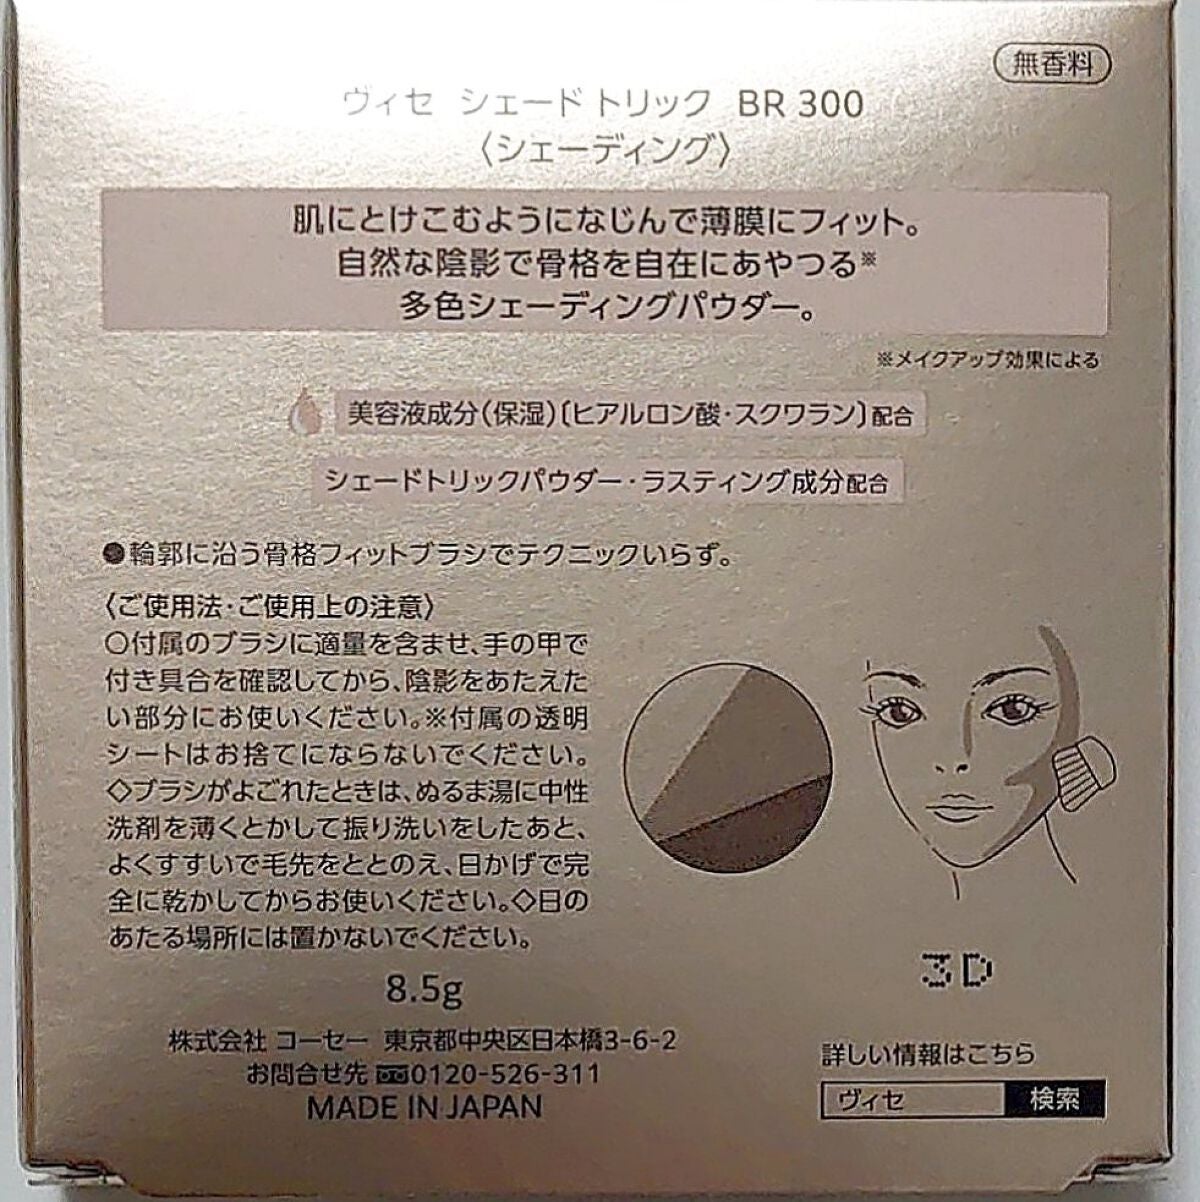 無香料
ヴィセ シェード トリック BR 300
〈シェーディング〉
肌にとけこむようになじんで薄膜にフィット。
自然な陰影で骨格を自在にあやつる※
多色シェーディングパウダー。
※メイクアップ効果による
美容液成分(保湿)〔ヒアルロン酸・スクワラン〕配合
シェードトリックパウダー・ラスティング成分配合
●輪郭に沿う骨格フィットブラシでテクニックいらず。
〈ご使用法・ご使用上の注意〉
○付属のブラシに適量を含ませ、手の甲で
付き具合を確認してから、陰影をあたえた
い部分にお使いください。※付属の透明
シートはお捨てにならないでください。
◇ブラシがよごれたときは、ぬるま湯に中性
洗剤を薄くとかして振り洗いをしたあと、
よくすすいで毛先をととのえ、日かげで完
全に乾かしてからお使いください。◇日の
あたる場所には置かないでください。
8.5g
株式会社 コーセー 東京都中央区日本橋3-6-2
お問合せ先 0120-526-311
MADE IN JAPAN
3D
詳しい情報はこちら
ヴィセ 検索